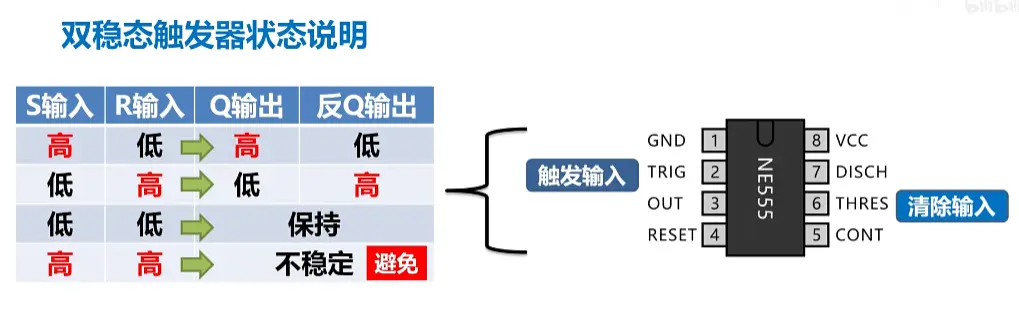 bilibili
双稳态触发器状态说明
S输入 R输入 Q输出 反Q输出
高 低 高 低
低 高 低 高
低 低 保持
高 高 不稳定 避免
触发输入
GND 1
TRIG 2
OUT 3
RESET 4
NE555
8 VCC
7 DISCH
6 THRES
5 CONT
清除输入